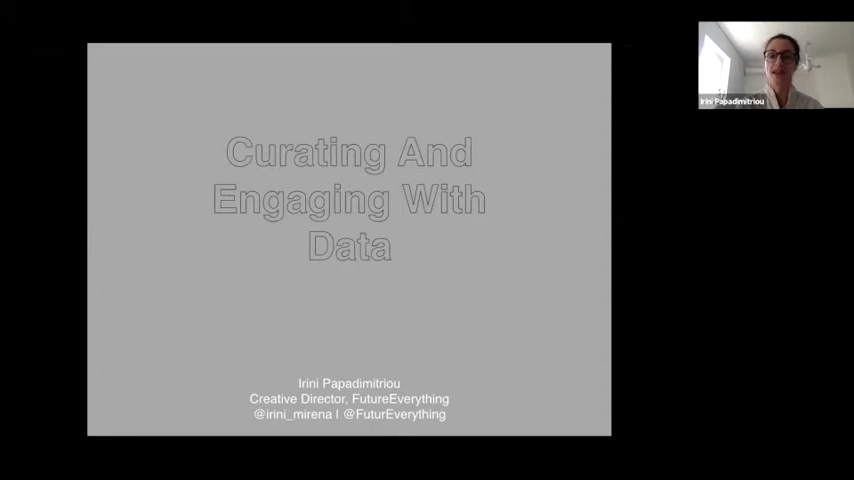 Curating And
Engaging With
Data
Irini Papadimitriou
Creative Director, FutureEverything
@irini_mirena | @FuturEverything
Irini Papadimitriou